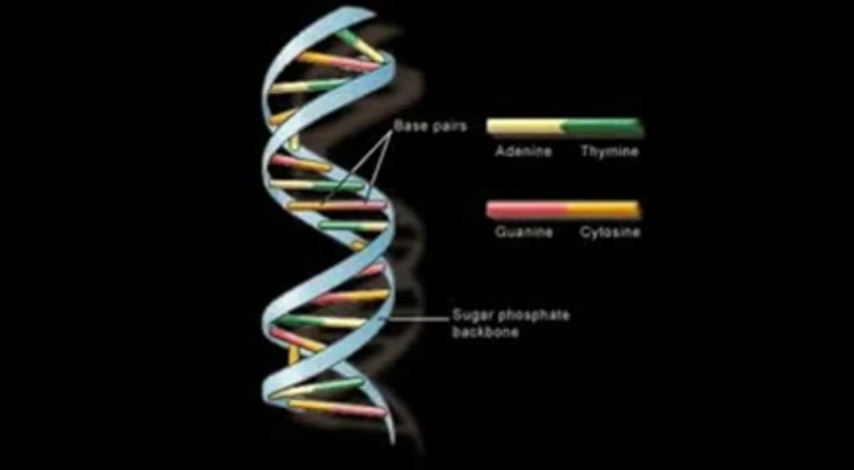 Base pairs
Adenine Thymine
Guanine Cytosine
Sugar phosphate
backbone